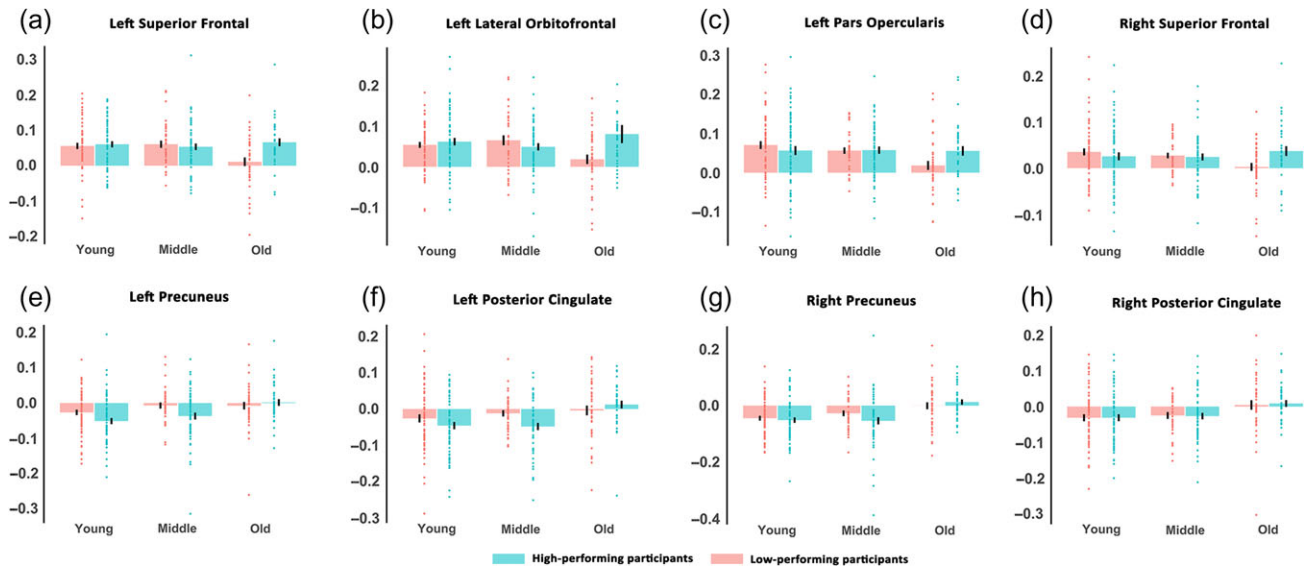 (a) Left Superior Frontal
0.3
0.2
0.1
0.0
−0.1
−0.2
Young Middle Old
(b) Left Lateral Orbitofrontal
0.2
0.1
0.0
−0.1
Young Middle Old
(c) Left Pars Opercularis
0.3
0.2
0.1
0.0
−0.1
Young Middle Old
(d) Right Superior Frontal
0.2
0.1
0.0
−0.1
Young Middle Old
(e) Left Precuneus
0.2
0.1
0.0
−0.1
−0.2
−0.3
Young Middle Old
(f) Left Posterior Cingulate
0.2
0.1
0.0
−0.1
−0.2
−0.3
Young Middle Old
(g) Right Precuneus
0.2
0.0
−0.2
−0.4
Young Middle Old
(h) Right Posterior Cingulate
0.2
0.1
0.0
−0.1
−0.2
−0.3
Young Middle Old
High-performing participants Low-performing participants